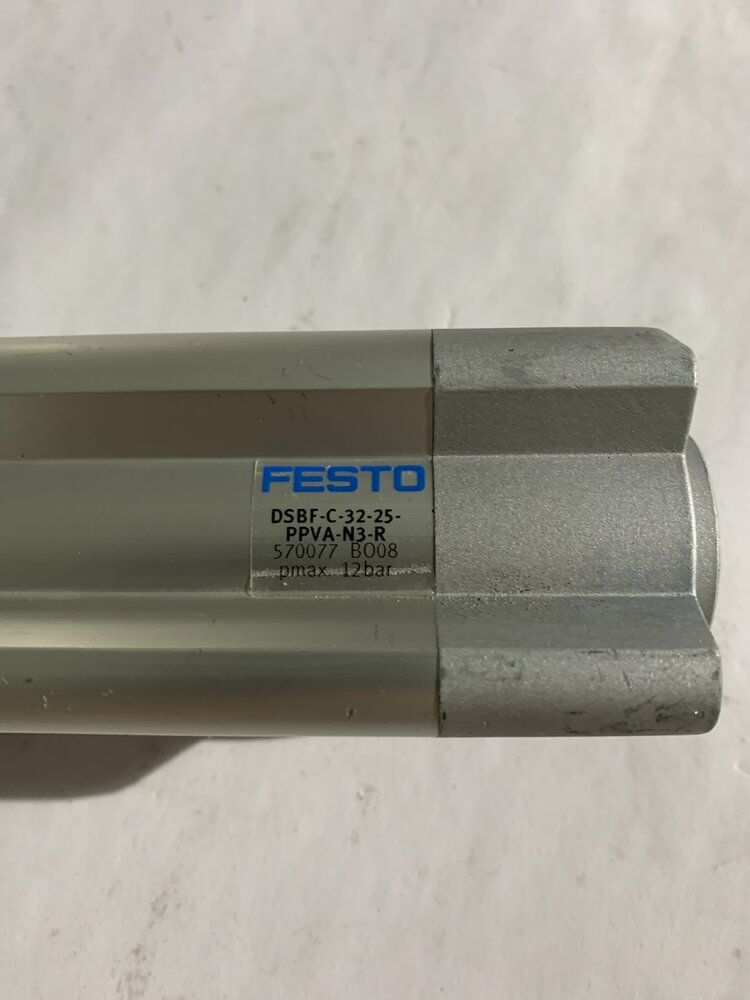 FESTO
DSBF-C-32-25-
PPVA-N3-R
570077 BO08
pmax 12bar